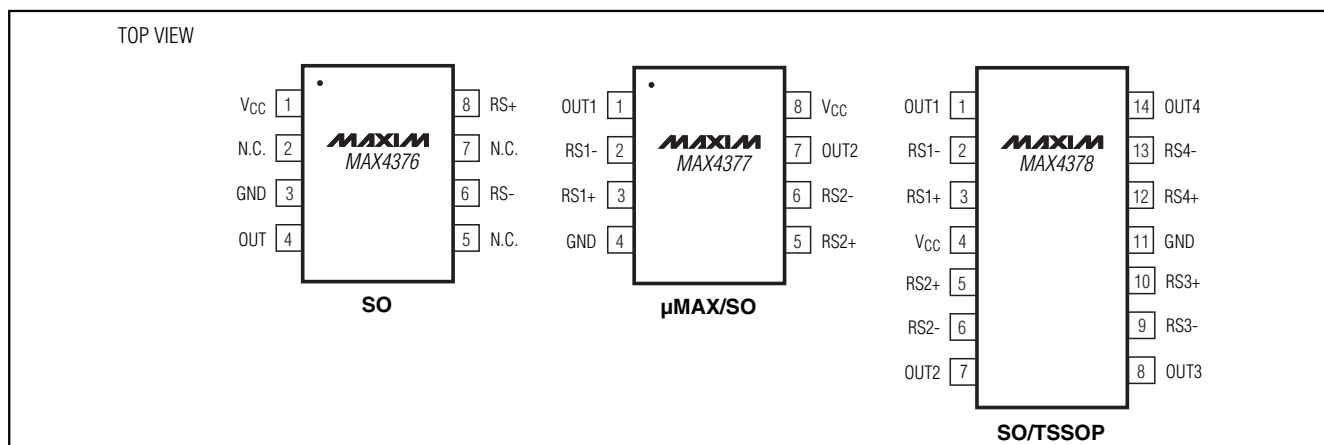 TOP VIEW
VCC 1
N.C. 2
GND 3
OUT 4
8 RS+
7 N.C.
6 RS-
5 N.C.
MAXIM
MAX4376
SO
OUT1 1
RS1- 2
RS1+ 3
GND 4
8 VCC
7 OUT2
6 RS2-
5 RS2+
MAXIM
MAX4377
µMAX/SO
OUT1 1
RS1- 2
RS1+ 3
VCC 4
RS2+ 5
RS2- 6
OUT2 7
14 OUT4
13 RS4-
12 RS4+
11 GND
10 RS3+
9 RS3-
8 OUT3
MAXIM
MAX4378
SO/TSSOP